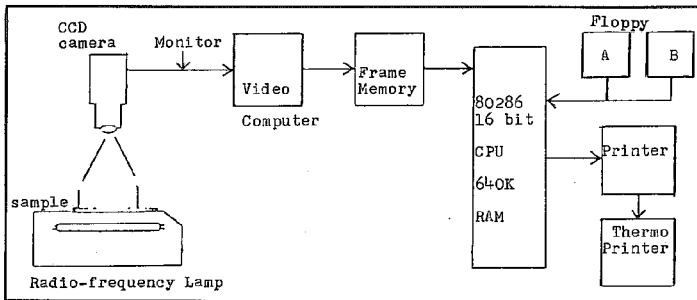 CCD
camera
Monitor
Floppy
A
B
Video
Computer
Frame
Memory
80286
16 bit
CPU
640K
RAM
Printer
Thermo
Printer
sample
Radio-frequency Lamp